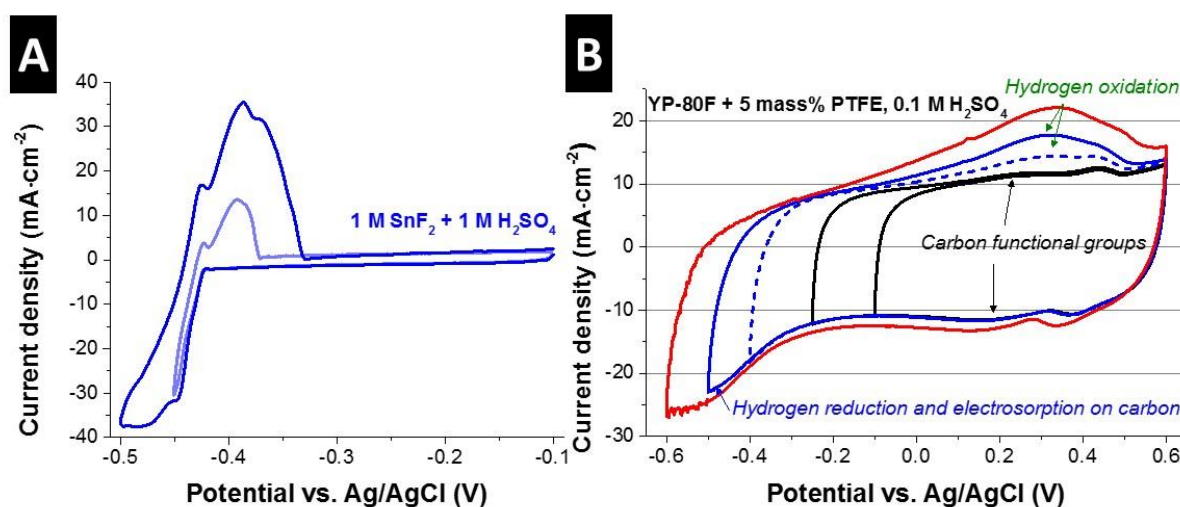 A
Current density (mA·cm⁻²)
40
30
20
10
0
-10
-20
-30
-40
1 M SnF₂ + 1 M H₂SO₄
-0.5 -0.4 -0.3 -0.2 -0.1
Potential vs. Ag/AgCl (V)
B
Current density (mA·cm⁻²)
20
10
0
-10
-20
-30
Hydrogen oxidation
YP-80F + 5 mass% PTFE, 0.1 M H₂SO₄
Carbon functional groups
Hydrogen reduction and electrosorption on carbon
-0.6 -0.4 -0.2 0.0 0.2 0.4 0.6
Potential vs. Ag/AgCl (V)